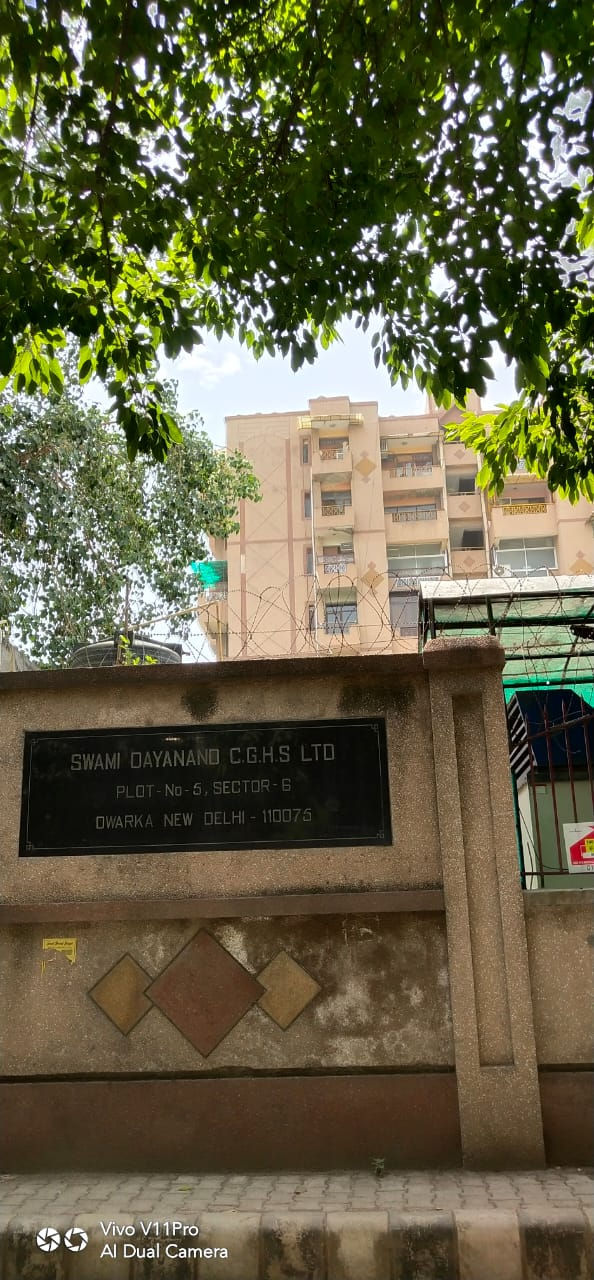 SWAMI DAYANAND C.G.H.S LTD
PLOT-No-5, SECTOR-6
DWARKA NEW DELHI - 110075
Vivo V11Pro
AI Dual Camera